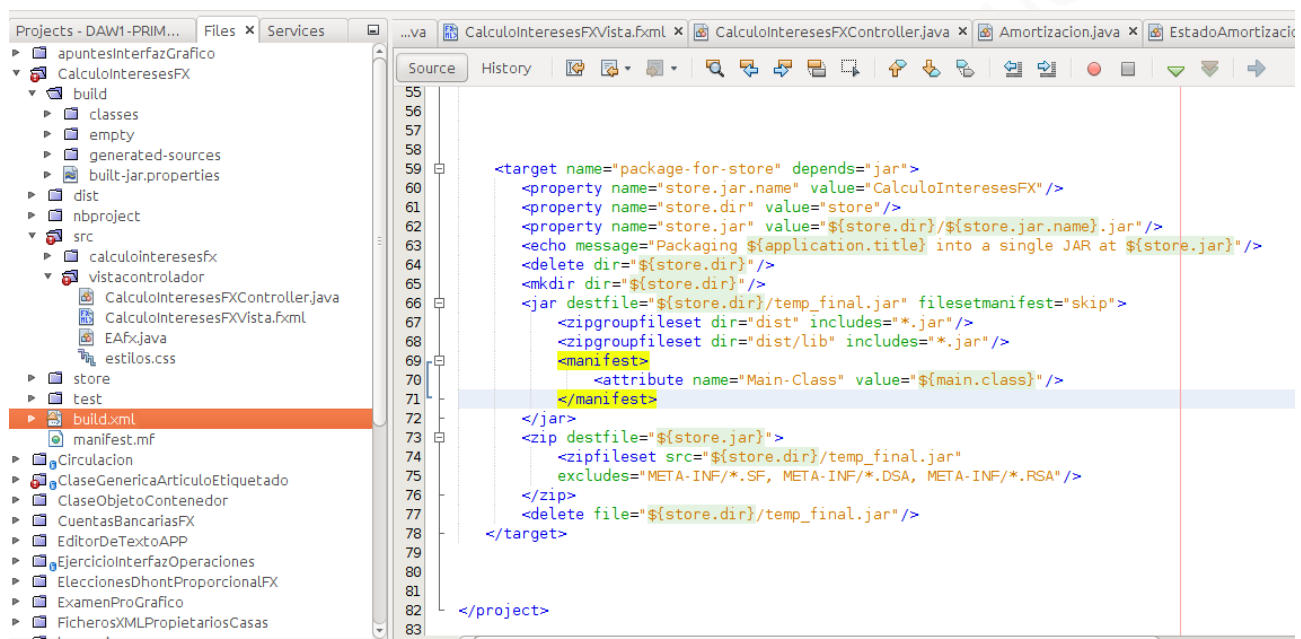 Projects - DAW1-PRIM...
Files
Services
apuntesInterfazGrafico
CalculoInteresesFX
build
classes
empty
generated-sources
built-jar.properties
dist
nbproject
src
calculointeresesfx
vistacontrolador
CalculoInteresesFXController.java
CalculoInteresesFXVista.fxml
EAfx.java
estilos.css
store
test
build.xml
manifest.mf
Circulacion
ClaseGenericaArticuloEtiquetado
ClaseObjetoContenedor
CuentasBancariasFX
EditorDeTextoAPP
EjercicioInterfazOperaciones
EleccionesDhontProporcionalFX
ExamenProGrafico
FicherosXMLPropietariosCasas
...va
CalculoInteresesFXVista.fxml
CalculoInteresesFXController.java
Amortizacion.java
EstadoAmortizacio
Source
History
55
56
57
58
59 <target name="package-for-store" depends="jar">
60 <property name="store.jar.name" value="CalculoInteresesFX"/>
61 <property name="store.dir" value="store"/>
62 <property name="store.jar" value="${store.dir}/${store.jar.name}.jar"/>
63 <echo message="Packaging ${application.title} into a single JAR at ${store.jar}"/>
64 <delete dir="${store.dir}"/>
65 <mkdir dir="${store.dir}"/>
66 <jar destfile="${store.dir}/temp_final.jar" filesetmanifest="skip">
67 <zipgroupfileset dir="dist" includes="*.jar"/>
68 <zipgroupfileset dir="dist/lib" includes="*.jar"/>
69 <manifest>
70 <attribute name="Main-Class" value="${main.class}"/>
71 </manifest>
72 </jar>
73 <zip destfile="${store.jar}">
74 <zipfileset src="${store.dir}/temp_final.jar"
75 excludes="META-INF/*.SF, META-INF/*.DSA, META-INF/*.RSA"/>
76 </zip>
77 <delete file="${store.dir}/temp_final.jar"/>
78 </target>
79
80
81
82 </project>
83